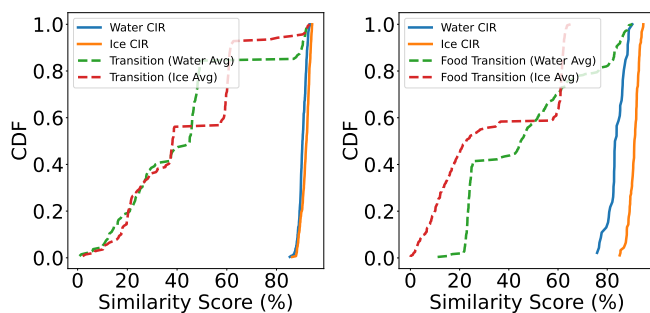 Water CIR
Ice CIR
Transition (Water Avg)
Transition (Ice Avg)
CDF
1.0
0.8
0.6
0.4
0.2
0.0
0 20 40 60 80
Similarity Score (%)
Water CIR
Ice CIR
Food Transition (Water Avg)
Food Transition (Ice Avg)
CDF
1.0
0.8
0.6
0.4
0.2
0.0
0 20 40 60 80
Similarity Score (%)